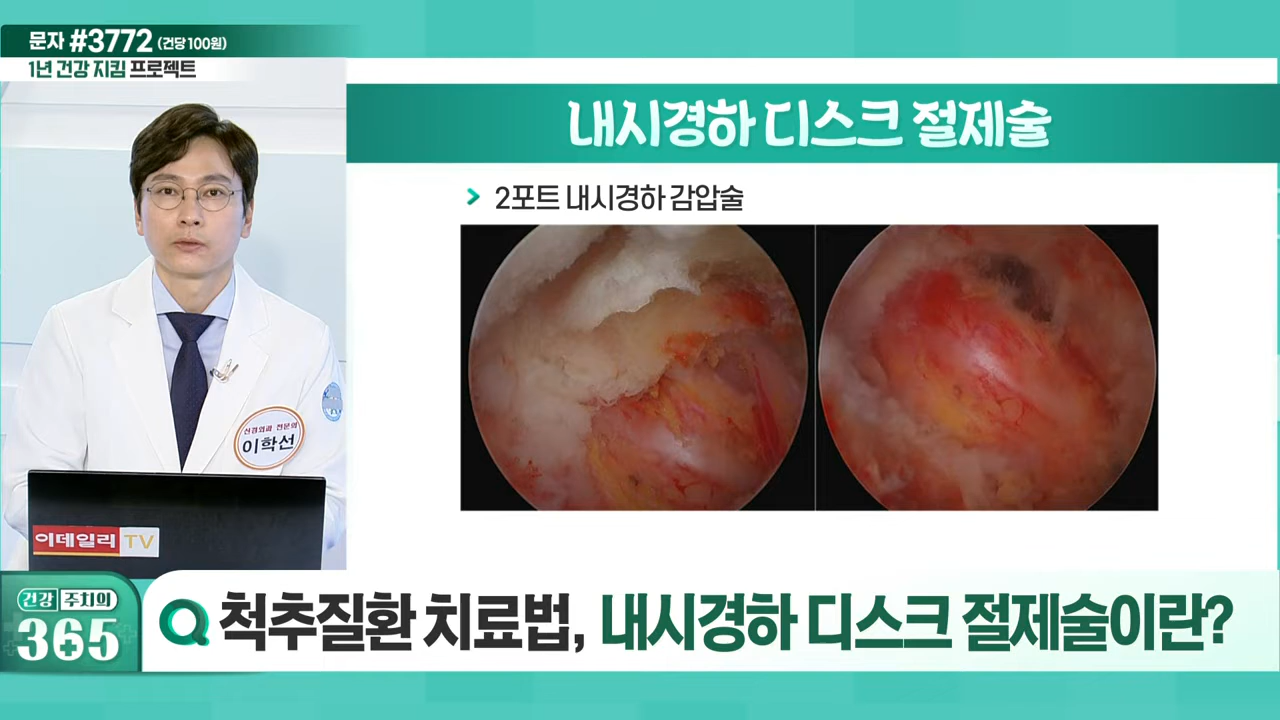 문자 #3772 (건당 100원)
1년 건강 지킴 프로젝트
내시경하 디스크 절제술
2포트 내시경하 감압술
신경외과 전문의
이학선
이데일리 TV
건강 주치의
365
Q 척추질환 치료법, 내시경하 디스크 절제술이란?